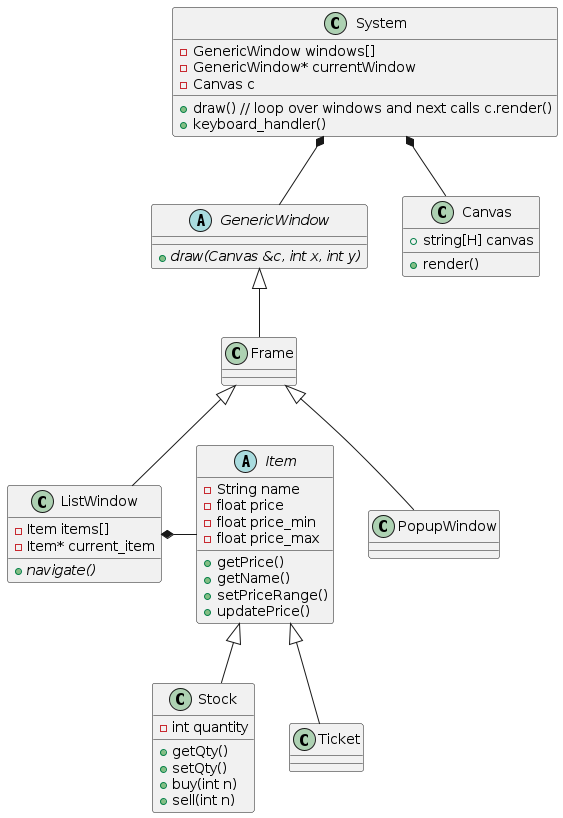 C System
GenericWindow windows[]
GenericWindow* currentWindow
Canvas c
draw() // loop over windows and next calls c.render()
keyboard_handler()
A GenericWindow
draw(Canvas &c, int x, int y)
C Canvas
string[H] canvas
render()
C Frame
C ListWindow
Item items[]
Item* current_item
navigate()
A Item
String name
float price
float price_min
float price_max
getPrice()
getName()
setPriceRange()
updatePrice()
C PopupWindow
C Stock
int quantity
getQty()
setQty()
buy(int n)
sell(int n)
C Ticket